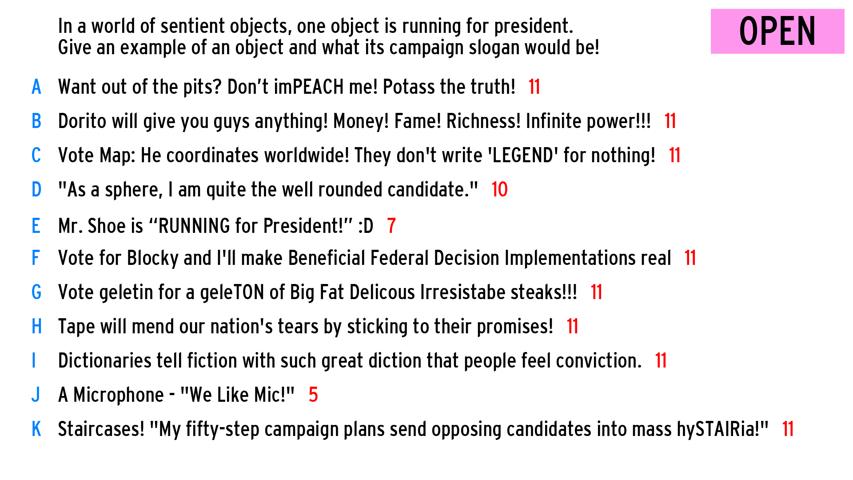 In a world of sentient objects, one object is running for president.
Give an example of an object and what its campaign slogan would be!
OPEN
A Want out of the pits? Don't imPEACH me! Potass the truth! 11
B Dorito will give you guys anything! Money! Fame! Richness! Infinite power!!! 11
C Vote Map: He coordinates worldwide! They don't write 'LEGEND' for nothing! 11
D "As a sphere, I am quite the well rounded candidate." 10
E Mr. Shoe is “RUNNING for President!” :D 7
F Vote for Blocky and I'll make Beneficial Federal Decision Implementations real 11
G Vote geletin for a geleTON of Big Fat Delicous Irresistabe steaks!!! 11
H Tape will mend our nation's tears by sticking to their promises! 11
I Dictionaries tell fiction with such great diction that people feel conviction. 11
J A Microphone - "We Like Mic!" 5
K Staircases! "My fifty-step campaign plans send opposing candidates into mass hySTAIRia!" 11